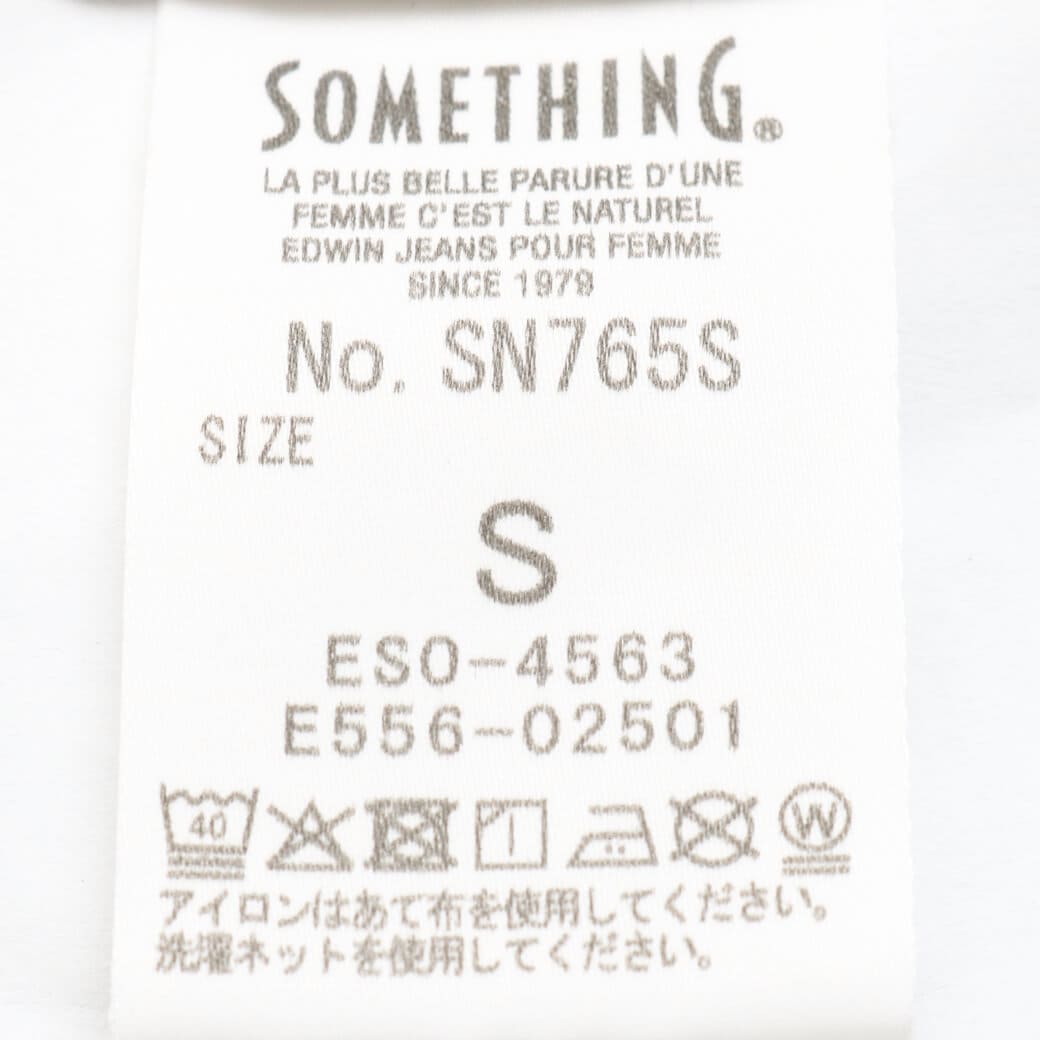 SOMETHING®
LA PLUS BELLE PARURE D'UNE
FEMME C'EST LE NATUREL
EDWIN JEANS POUR FEMME
SINCE 1979
No. SN765S
SIZE
S
ESO-4563
E556-02501
40 W
アイロンはあて布を使用してください。
洗濯ネットを使用してください。